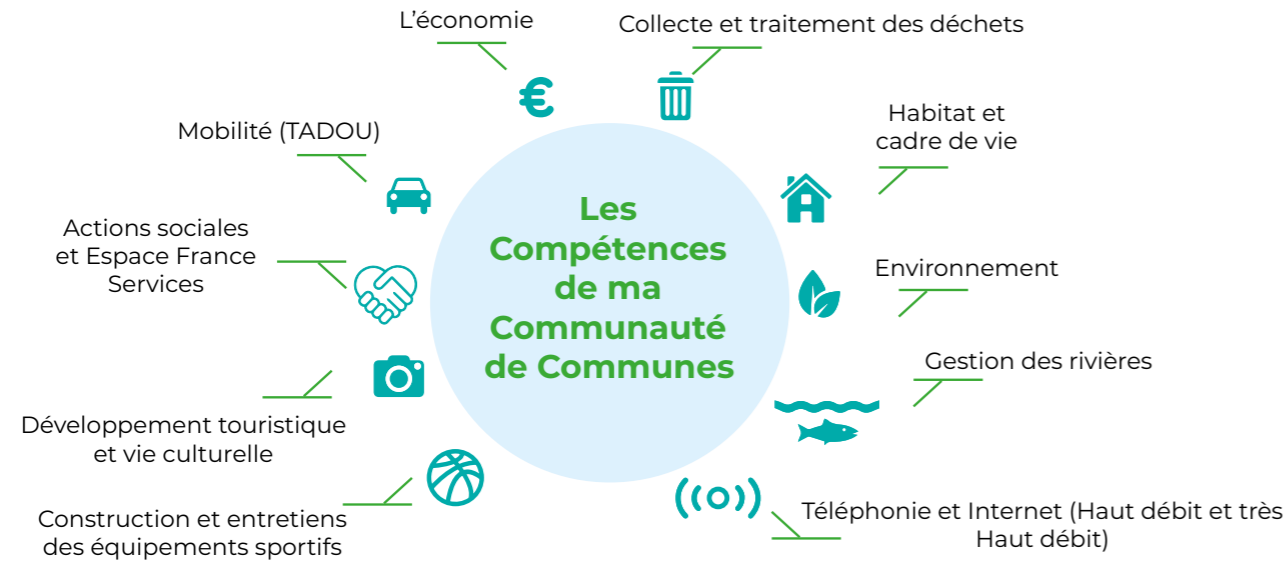 L'économie
Collecte et traitement des déchets
Mobilité (TADOU)
Habitat et
cadre de vie
Les
Compétences
de ma
Communauté
de Communes
Actions sociales
et Espace France
Services
Environnement
Gestion des rivières
Développement touristique
et vie culturelle
Construction et entretiens
des équipements sportifs
Téléphonie et Internet (Haut débit et très
Haut débit)